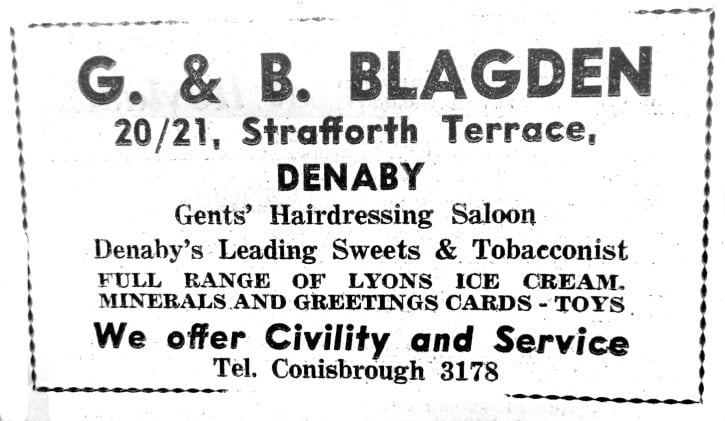 G. & B. BLAGDEN
20/21, Strafforth Terrace,
DENABY
Gents' Hairdressing Saloon
Denaby's Leading Sweets & Tobacconist
FULL RANGE OF LYONS ICE CREAM.
MINERALS AND GREETINGS CARDS - TOYS
We offer Civility and Service
Tel. Conisbrough 3178